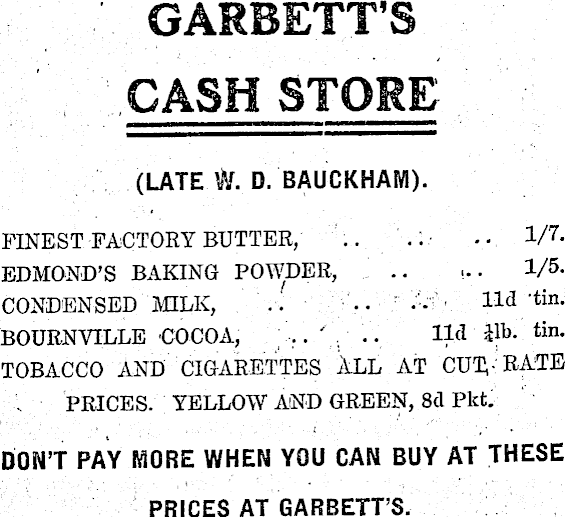 GARBETT'S
CASH STORE
(LATE W. D. BAUCKHAM).
FINEST FACTORY BUTTER, .. .. .. 1/7.
EDMOND'S BAKING POWDER, .. .. 1/5.
CONDENSED MILK, .. .. .. 11d tin.
BOURNVILLE COCOA, .. .. 11d ½lb. tin.
TOBACCO AND CIGARETTES ALL AT CUT-RATE
PRICES. YELLOW AND GREEN, 8d Pkt.
DON'T PAY MORE WHEN YOU CAN BUY AT THESE
PRICES AT GARBETT'S.